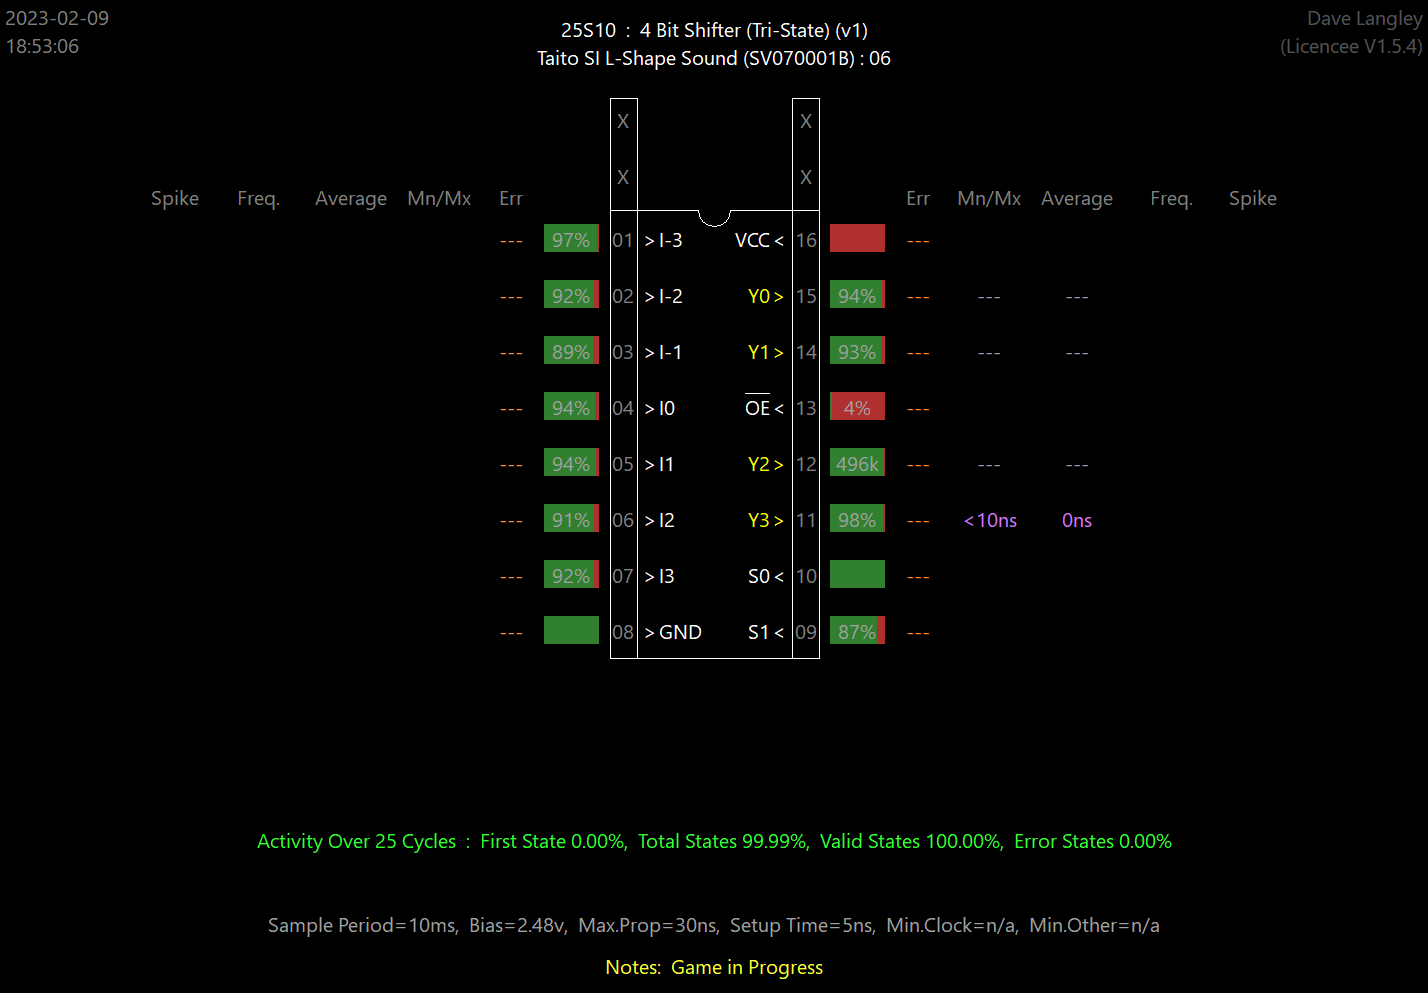 2023-02-09
18:53:06
25S10 : 4 Bit Shifter (Tri-State) (v1)
Taito SI L-Shape Sound (SV070001B) : 06
Dave Langley
(Licencee V1.5.4)
X X
X X
Spike Freq. Average Mn/Mx Err Err Mn/Mx Average Freq. Spike
--- 97% 01 >I-3 VCC< 16 ---
--- 92% 02 >I-2 Y0> 15 94% --- --- ---
--- 89% 03 >I-1 Y1> 14 93% --- --- ---
--- 94% 04 >I0 OE< 13 4% ---
--- 94% 05 >I1 Y2> 12 496k --- --- ---
--- 91% 06 >I2 Y3> 11 98% --- <10ns 0ns
--- 92% 07 >I3 S0< 10 ---
--- 08 >GND S1< 09 87% ---
Activity Over 25 Cycles : First State 0.00%, Total States 99.99%, Valid States 100.00%, Error States 0.00%
Sample Period=10ms, Bias=2.48v, Max.Prop=30ns, Setup Time=5ns, Min.Clock=n/a, Min.Other=n/a
Notes: Game in Progress